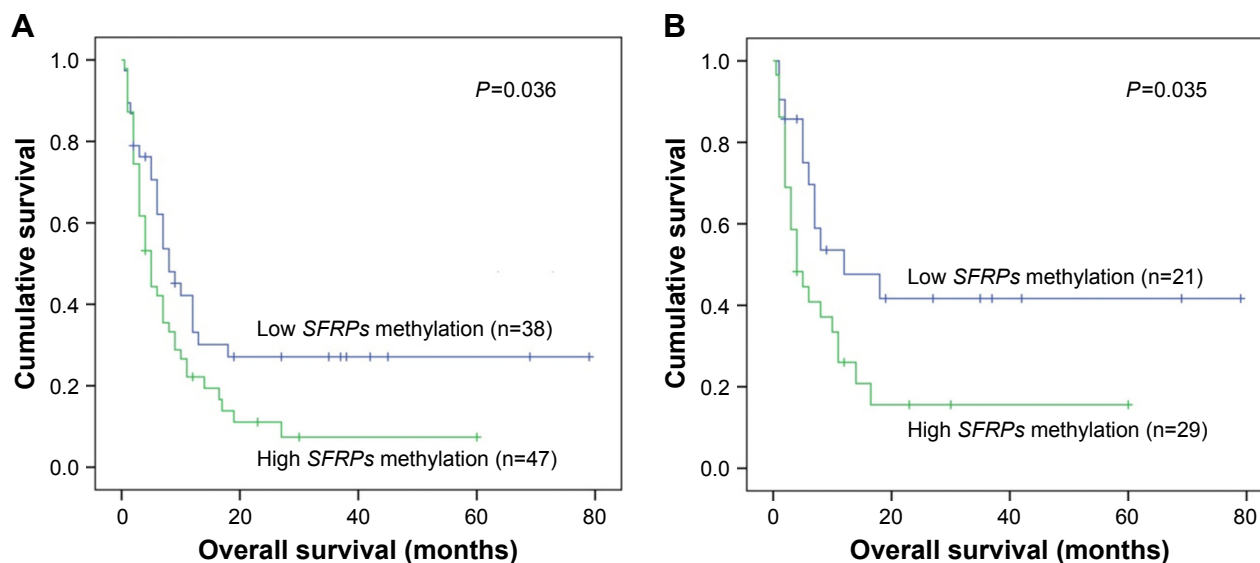 A
Cumulative survival
1.0
0.8
0.6
0.4
0.2
0.0
P=0.036
Low SFRPs methylation (n=38)
High SFRPs methylation (n=47)
0 20 40 60 80
Overall survival (months)
B
Cumulative survival
1.0
0.8
0.6
0.4
0.2
0.0
P=0.035
Low SFRPs methylation (n=21)
High SFRPs methylation (n=29)
0 20 40 60 80
Overall survival (months)